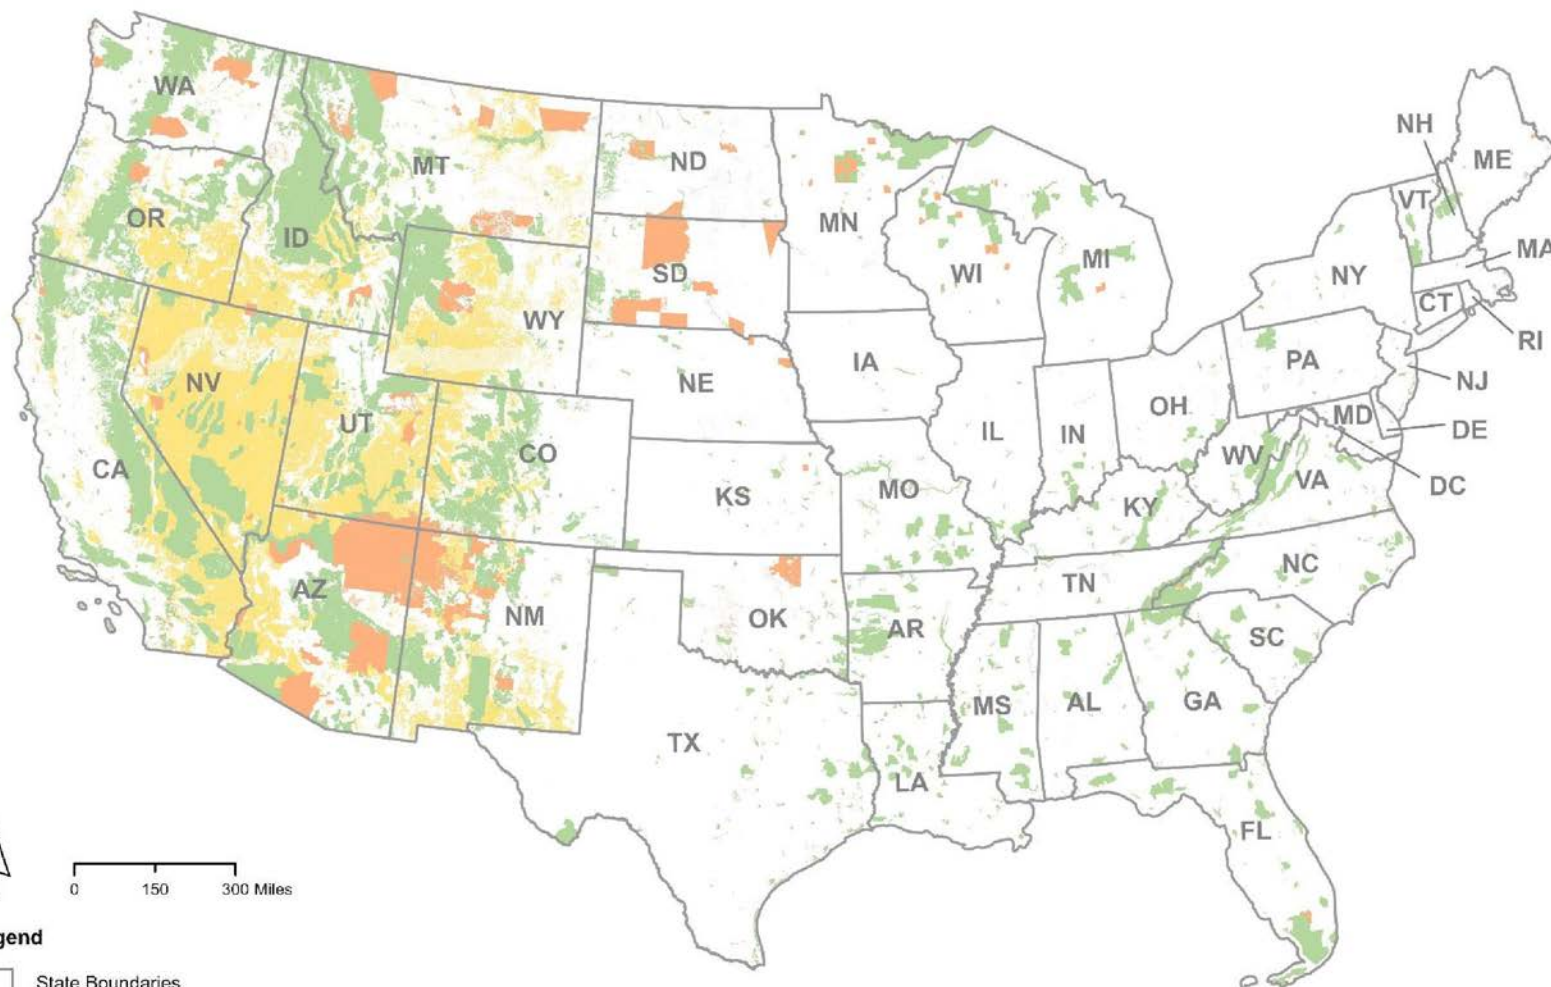 WA
NH
ME
MT
ND
VT
OR
MN
ID
MA
SD
WI
MI
NY
CT
WY
RI
IA
PA
NV
NE
NJ
OH
MD
UT
IL
IN
DE
CO
WV
CA
DC
VA
KS
MO
KY
AZ
NC
TN
NM
OK
AR
SC
MS
AL
GA
TX
LA
FL
0 150 300 Miles
gend
State Boundaries